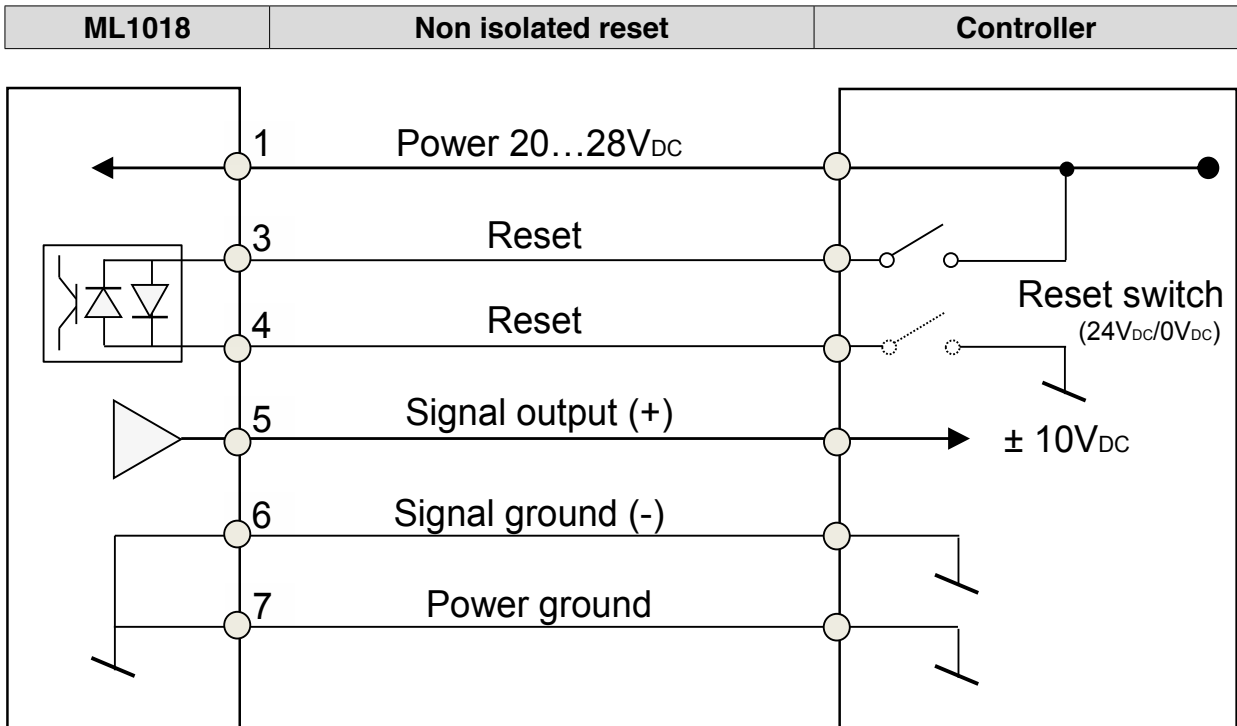 ML1018 Non isolated reset Controller
1 Power 20…28VDC
3 Reset
4 Reset
Reset switch
(24VDC/0VDC)
5 Signal output (+)
± 10VDC
6 Signal ground (-)
7 Power ground